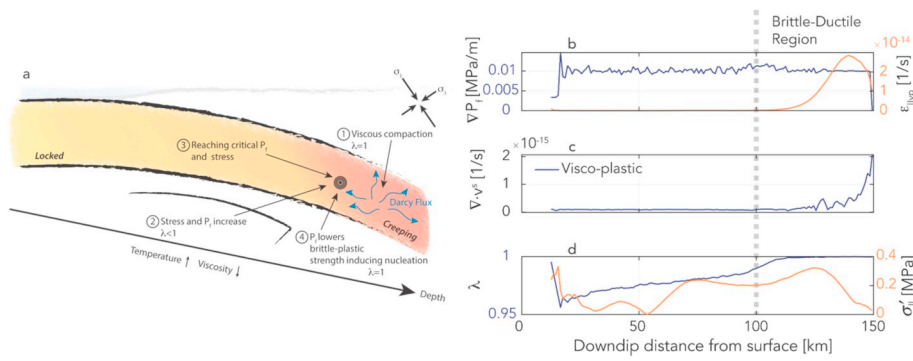 a
σ₁
σ₃
① Viscous compaction
λ=1
③ Reaching critical Pf
and stress
Locked
Darcy Flux
② Stress and Pf increase
λ<1
Creeping
④ Pf lowers
brittle-plastic
strength inducing nucleation
λ=1
Temperature ↑ Viscosity ↓
Depth
Brittle-Ductile
Region
×10⁻¹⁴
b
∇Pf [MPa/m]
0.01
0.005
0
2
1
0
ε̇IIvp [1/s]
×10⁻¹⁵
c
∇·vˢ [1/s]
2
1
0
Visco-plastic
d
λ
1
0.95
0.4
0.2
0.0
σ'II [MPa]
0
50
100
150
Downdip distance from surface [km]